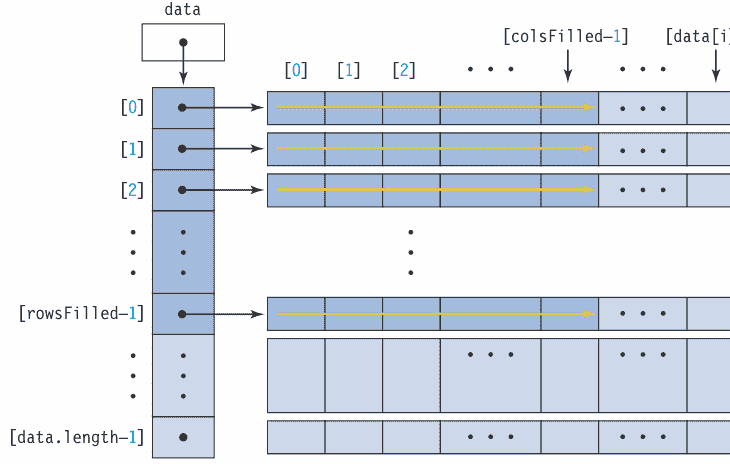 data
[colsFilled–1] [data[i]
[0] [1] [2] • • • • • •
[0]
[1]
[2]
[rowsFilled–1]
[data.length–1]